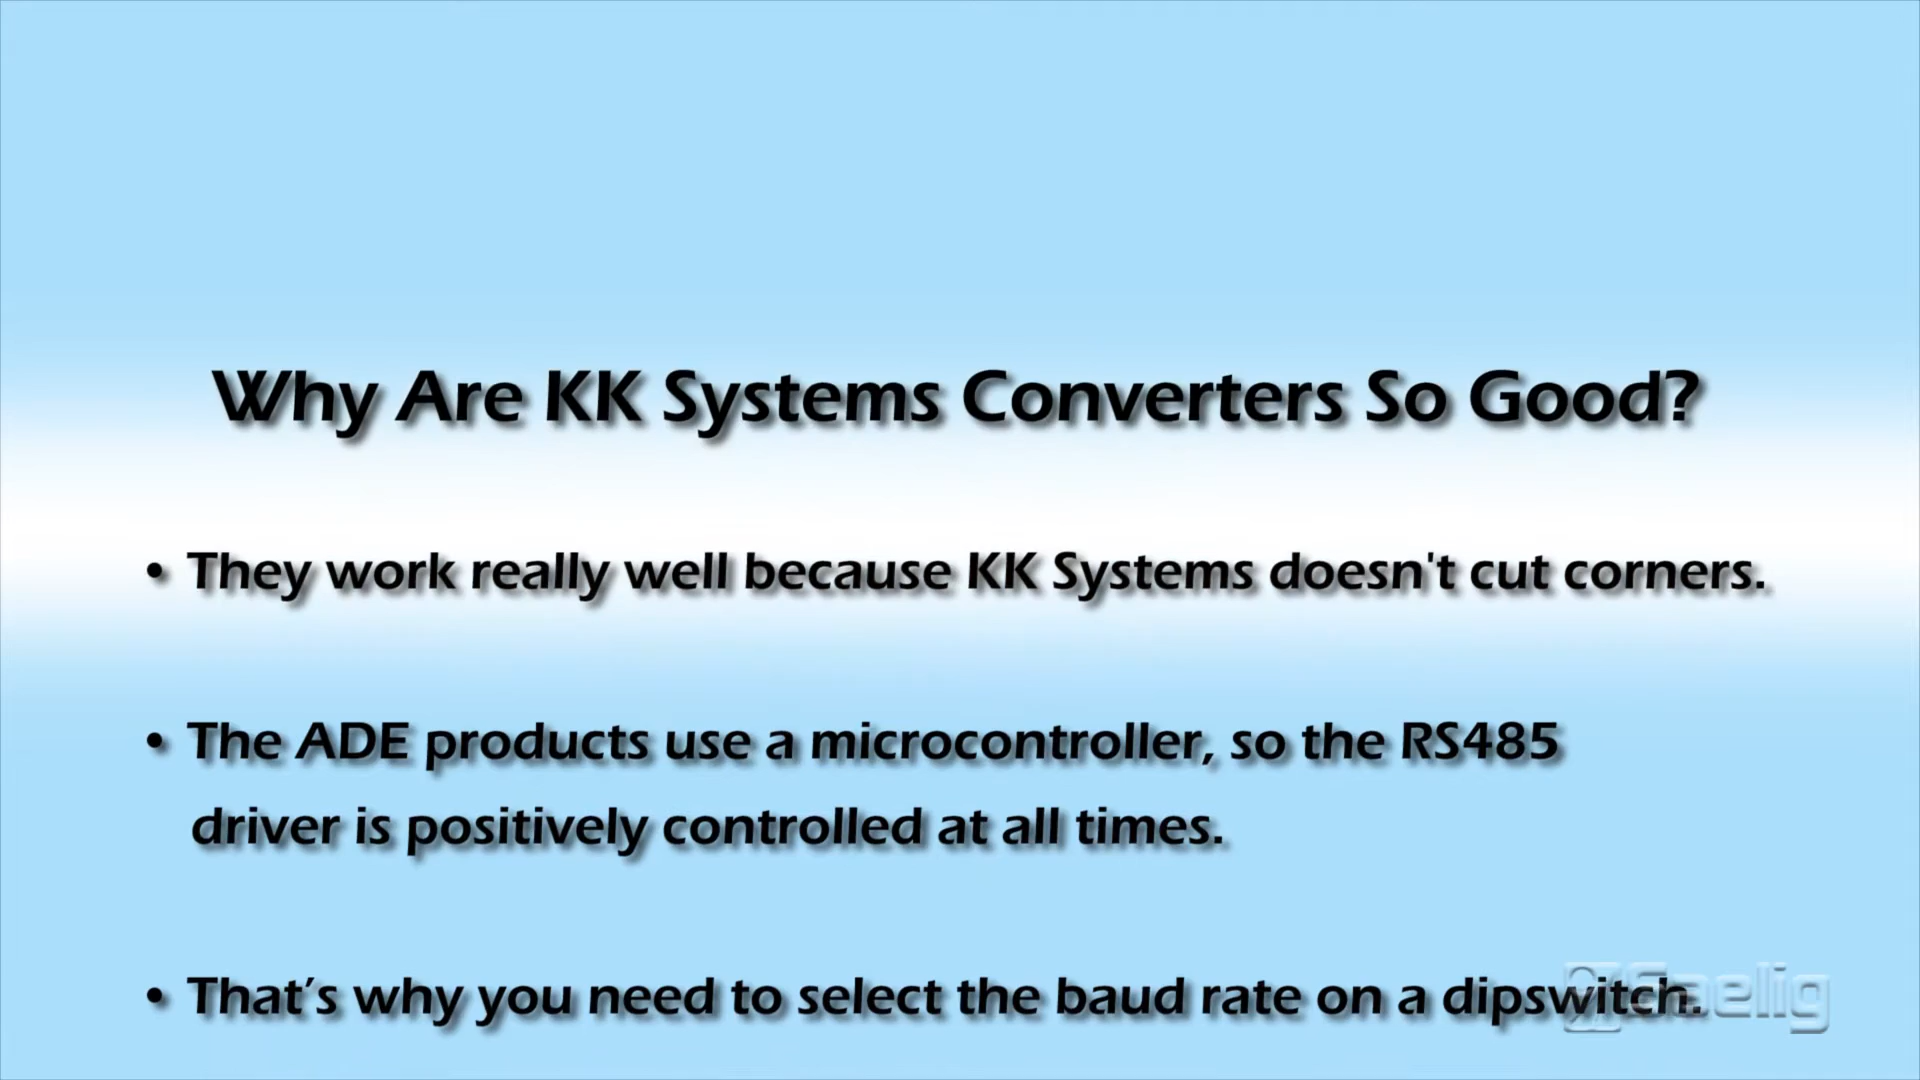 Why Are KK Systems Converters So Good?
• They work really well because KK Systems doesn't cut corners.
• The ADE products use a microcontroller, so the RS485
driver is positively controlled at all times.
• That’s why you need to select the baud rate on a dipswitch.
Saelig